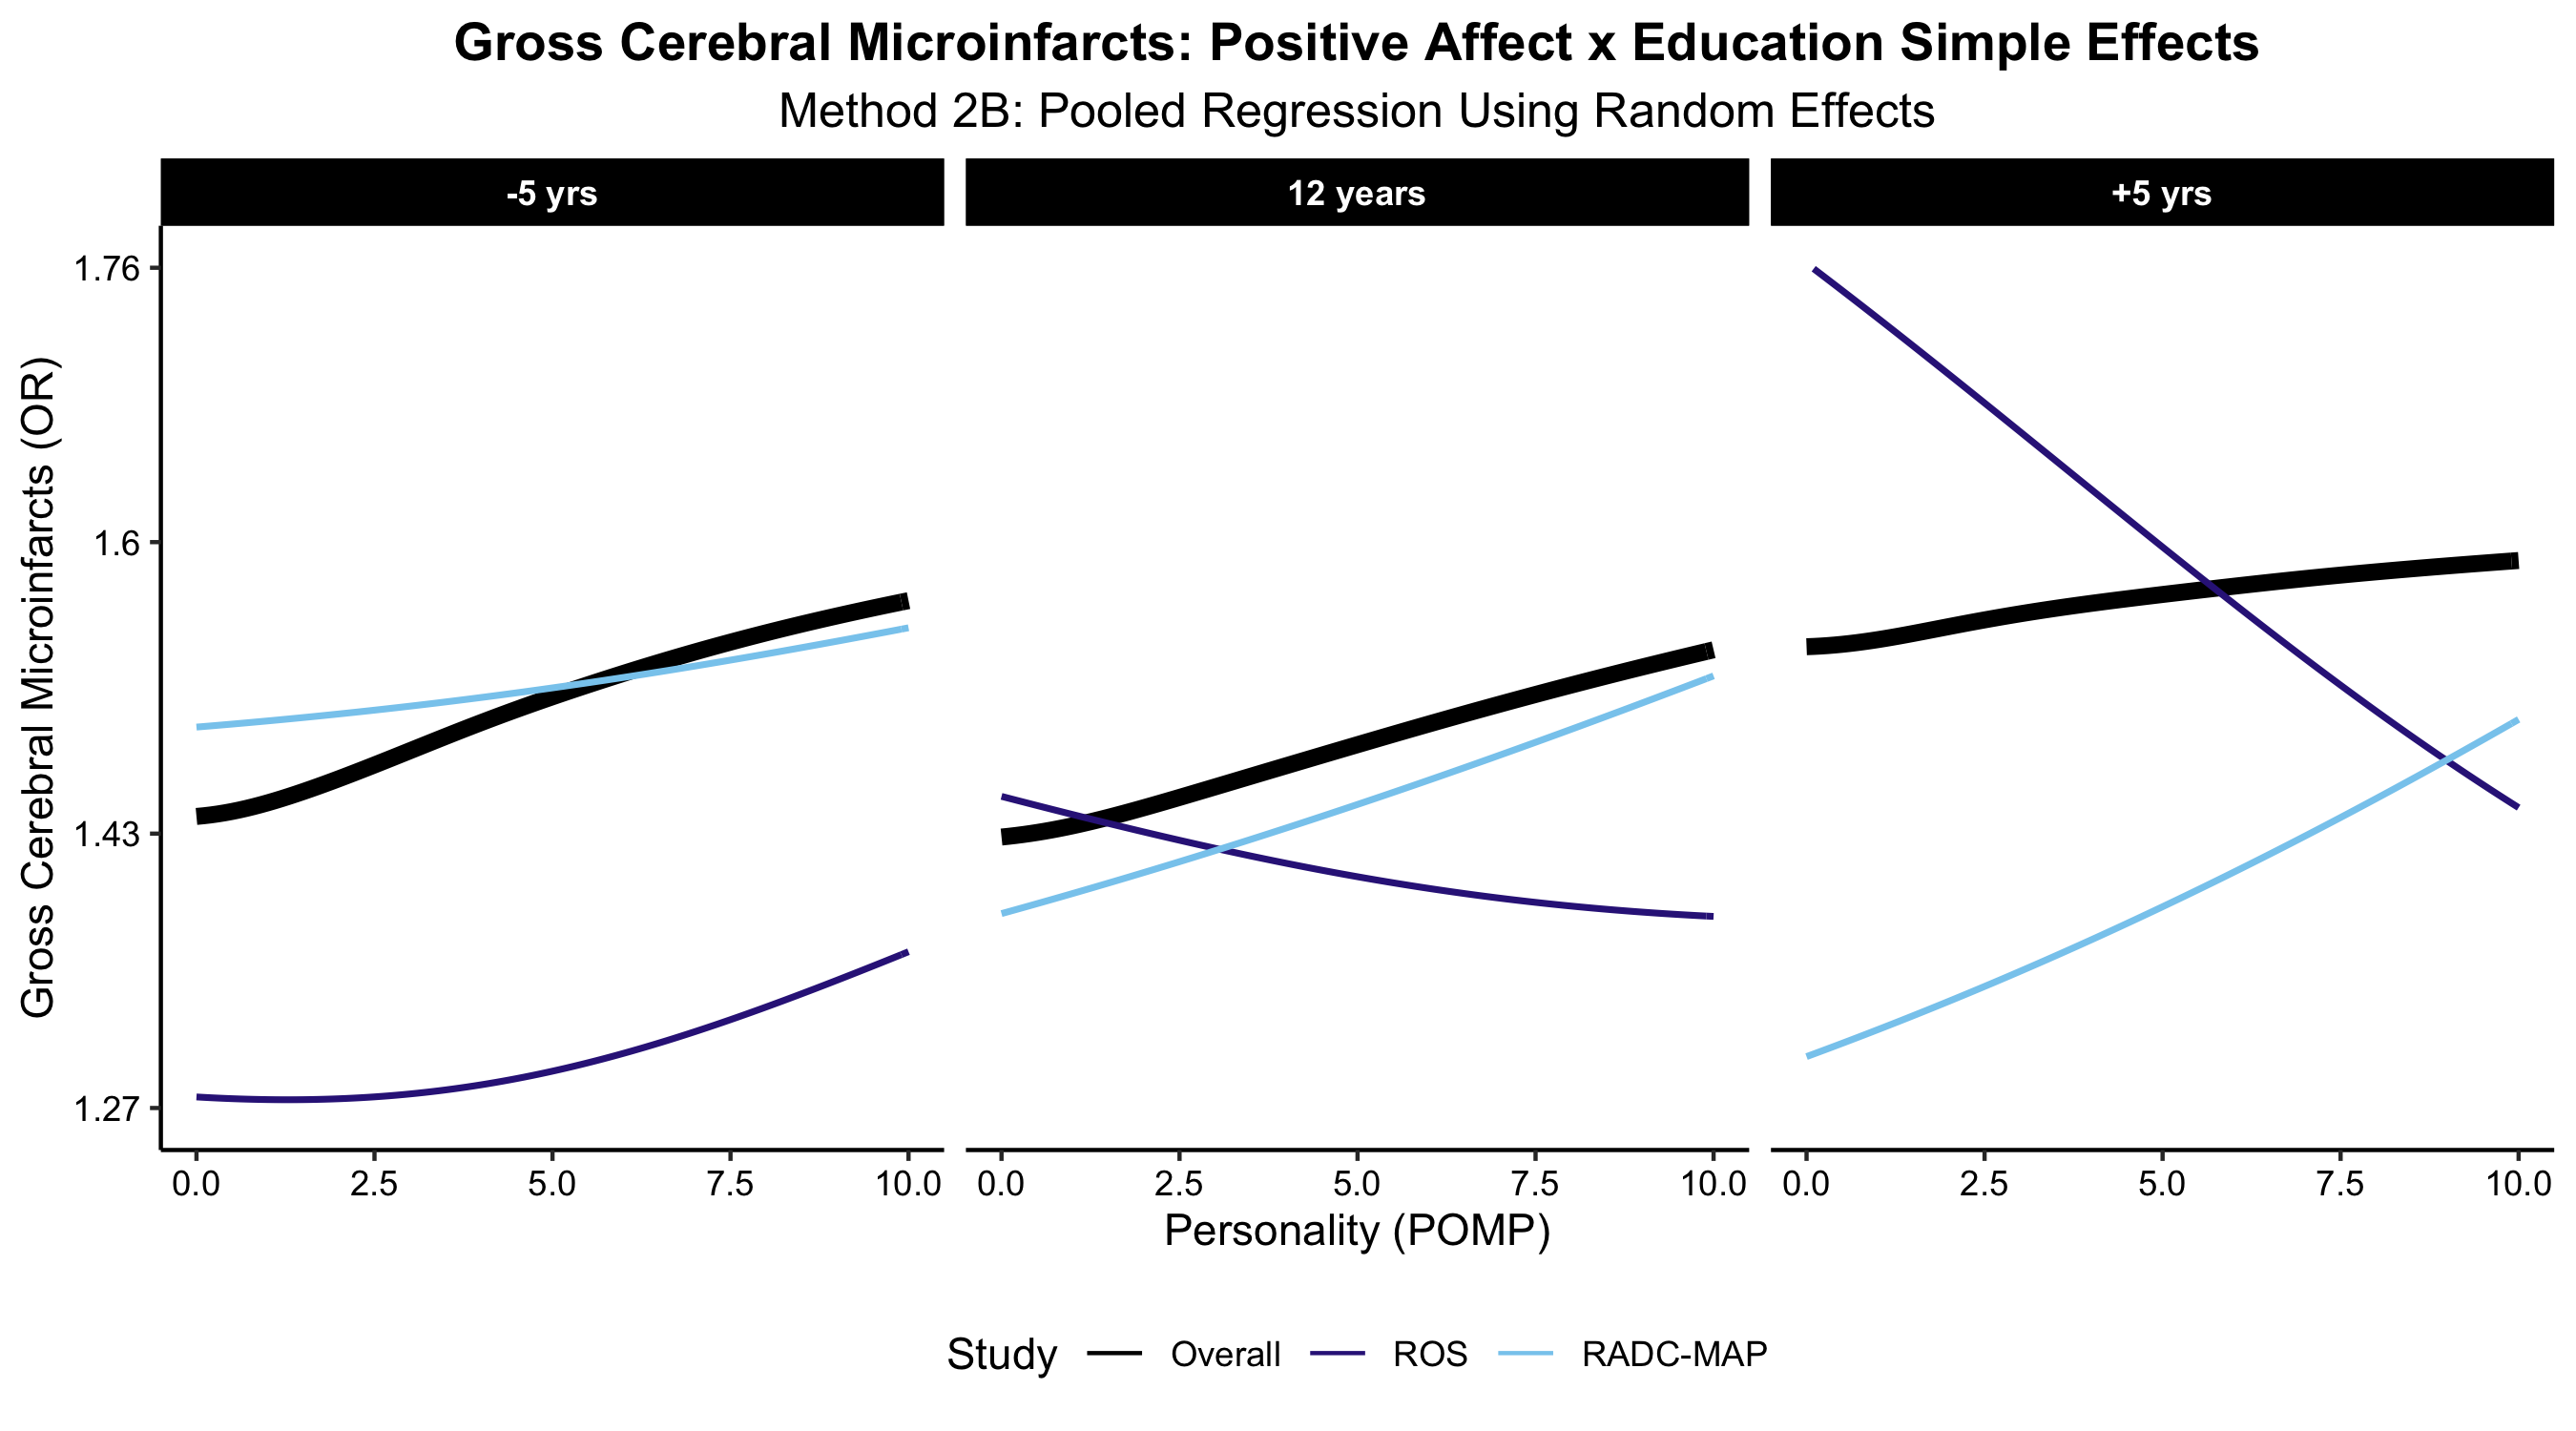 Gross Cerebral Microinfarcts: Positive Affect x Education Simple Effects
Method 2B: Pooled Regression Using Random Effects
-5 yrs 12 years +5 yrs
Gross Cerebral Microinfarcts (OR)
1.76
1.6
1.43
1.27
0.0 2.5 5.0 7.5 10.0 0.0 2.5 5.0 7.5 10.0 0.0 2.5 5.0 7.5 10.0
Personality (POMP)
Study Overall ROS RADC-MAP